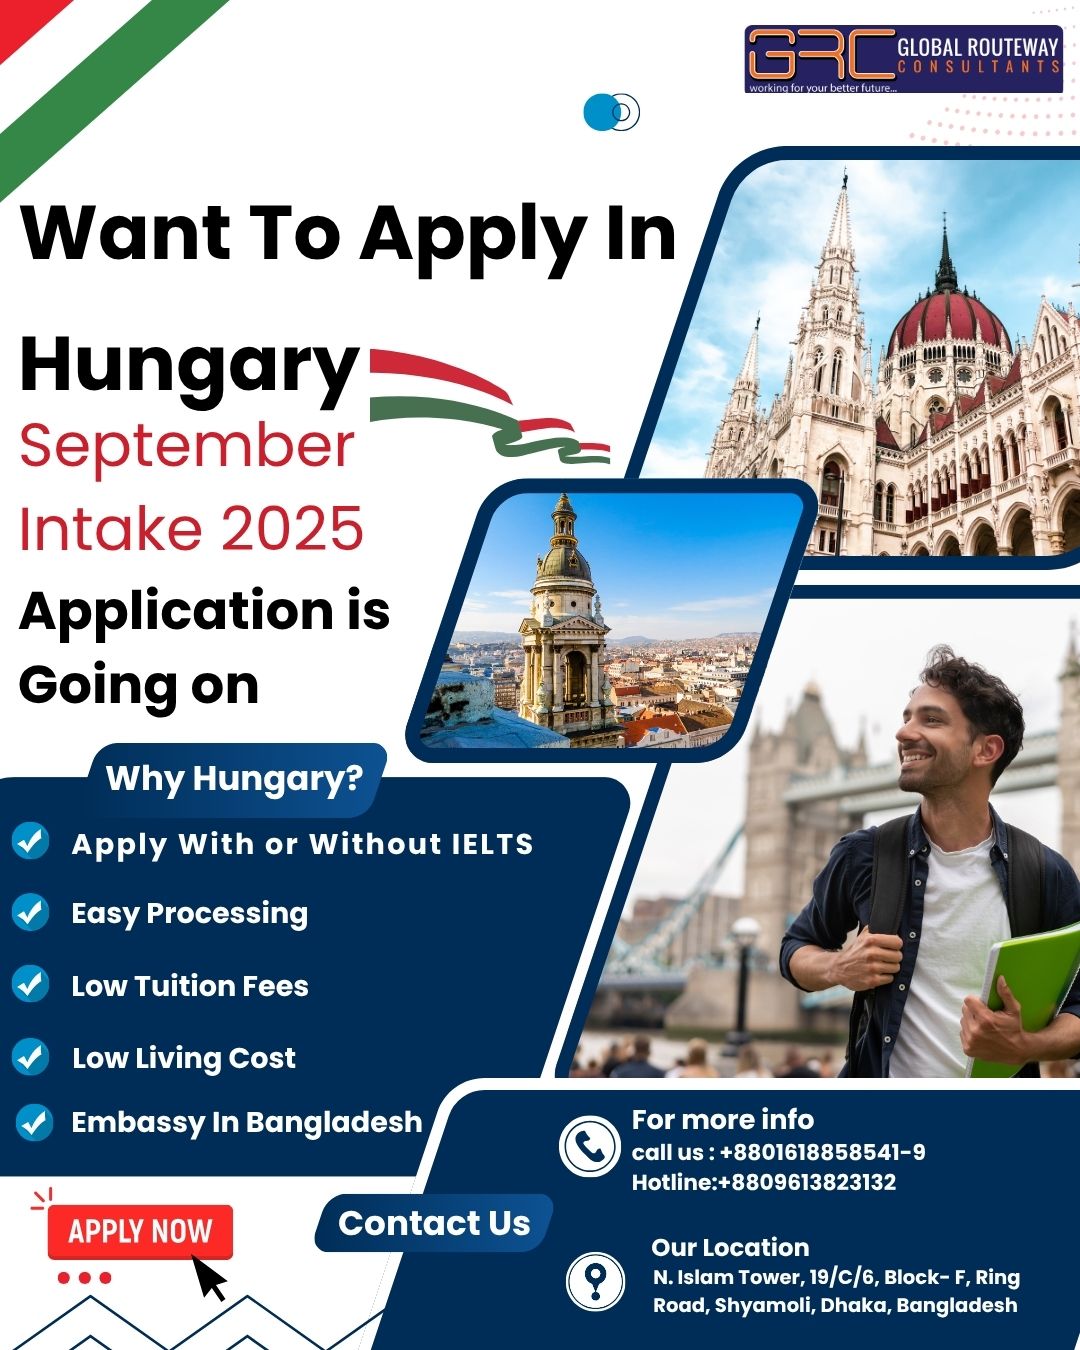 GRC GLOBAL ROUTEWAY
CONSULTANTS
working for your better future...
Want To Apply In
Hungary
September
Intake 2025
Application is
Going on
Why Hungary?
Apply With or Without IELTS
Easy Processing
Low Tuition Fees
Low Living Cost
Embassy In Bangladesh
APPLY NOW
Contact Us
For more info
call us : +8801618858541-9
Hotline:+8809613823132
Our Location
N. Islam Tower, 19/C/6, Block- F, Ring
Road, Shyamoli, Dhaka, Bangladesh